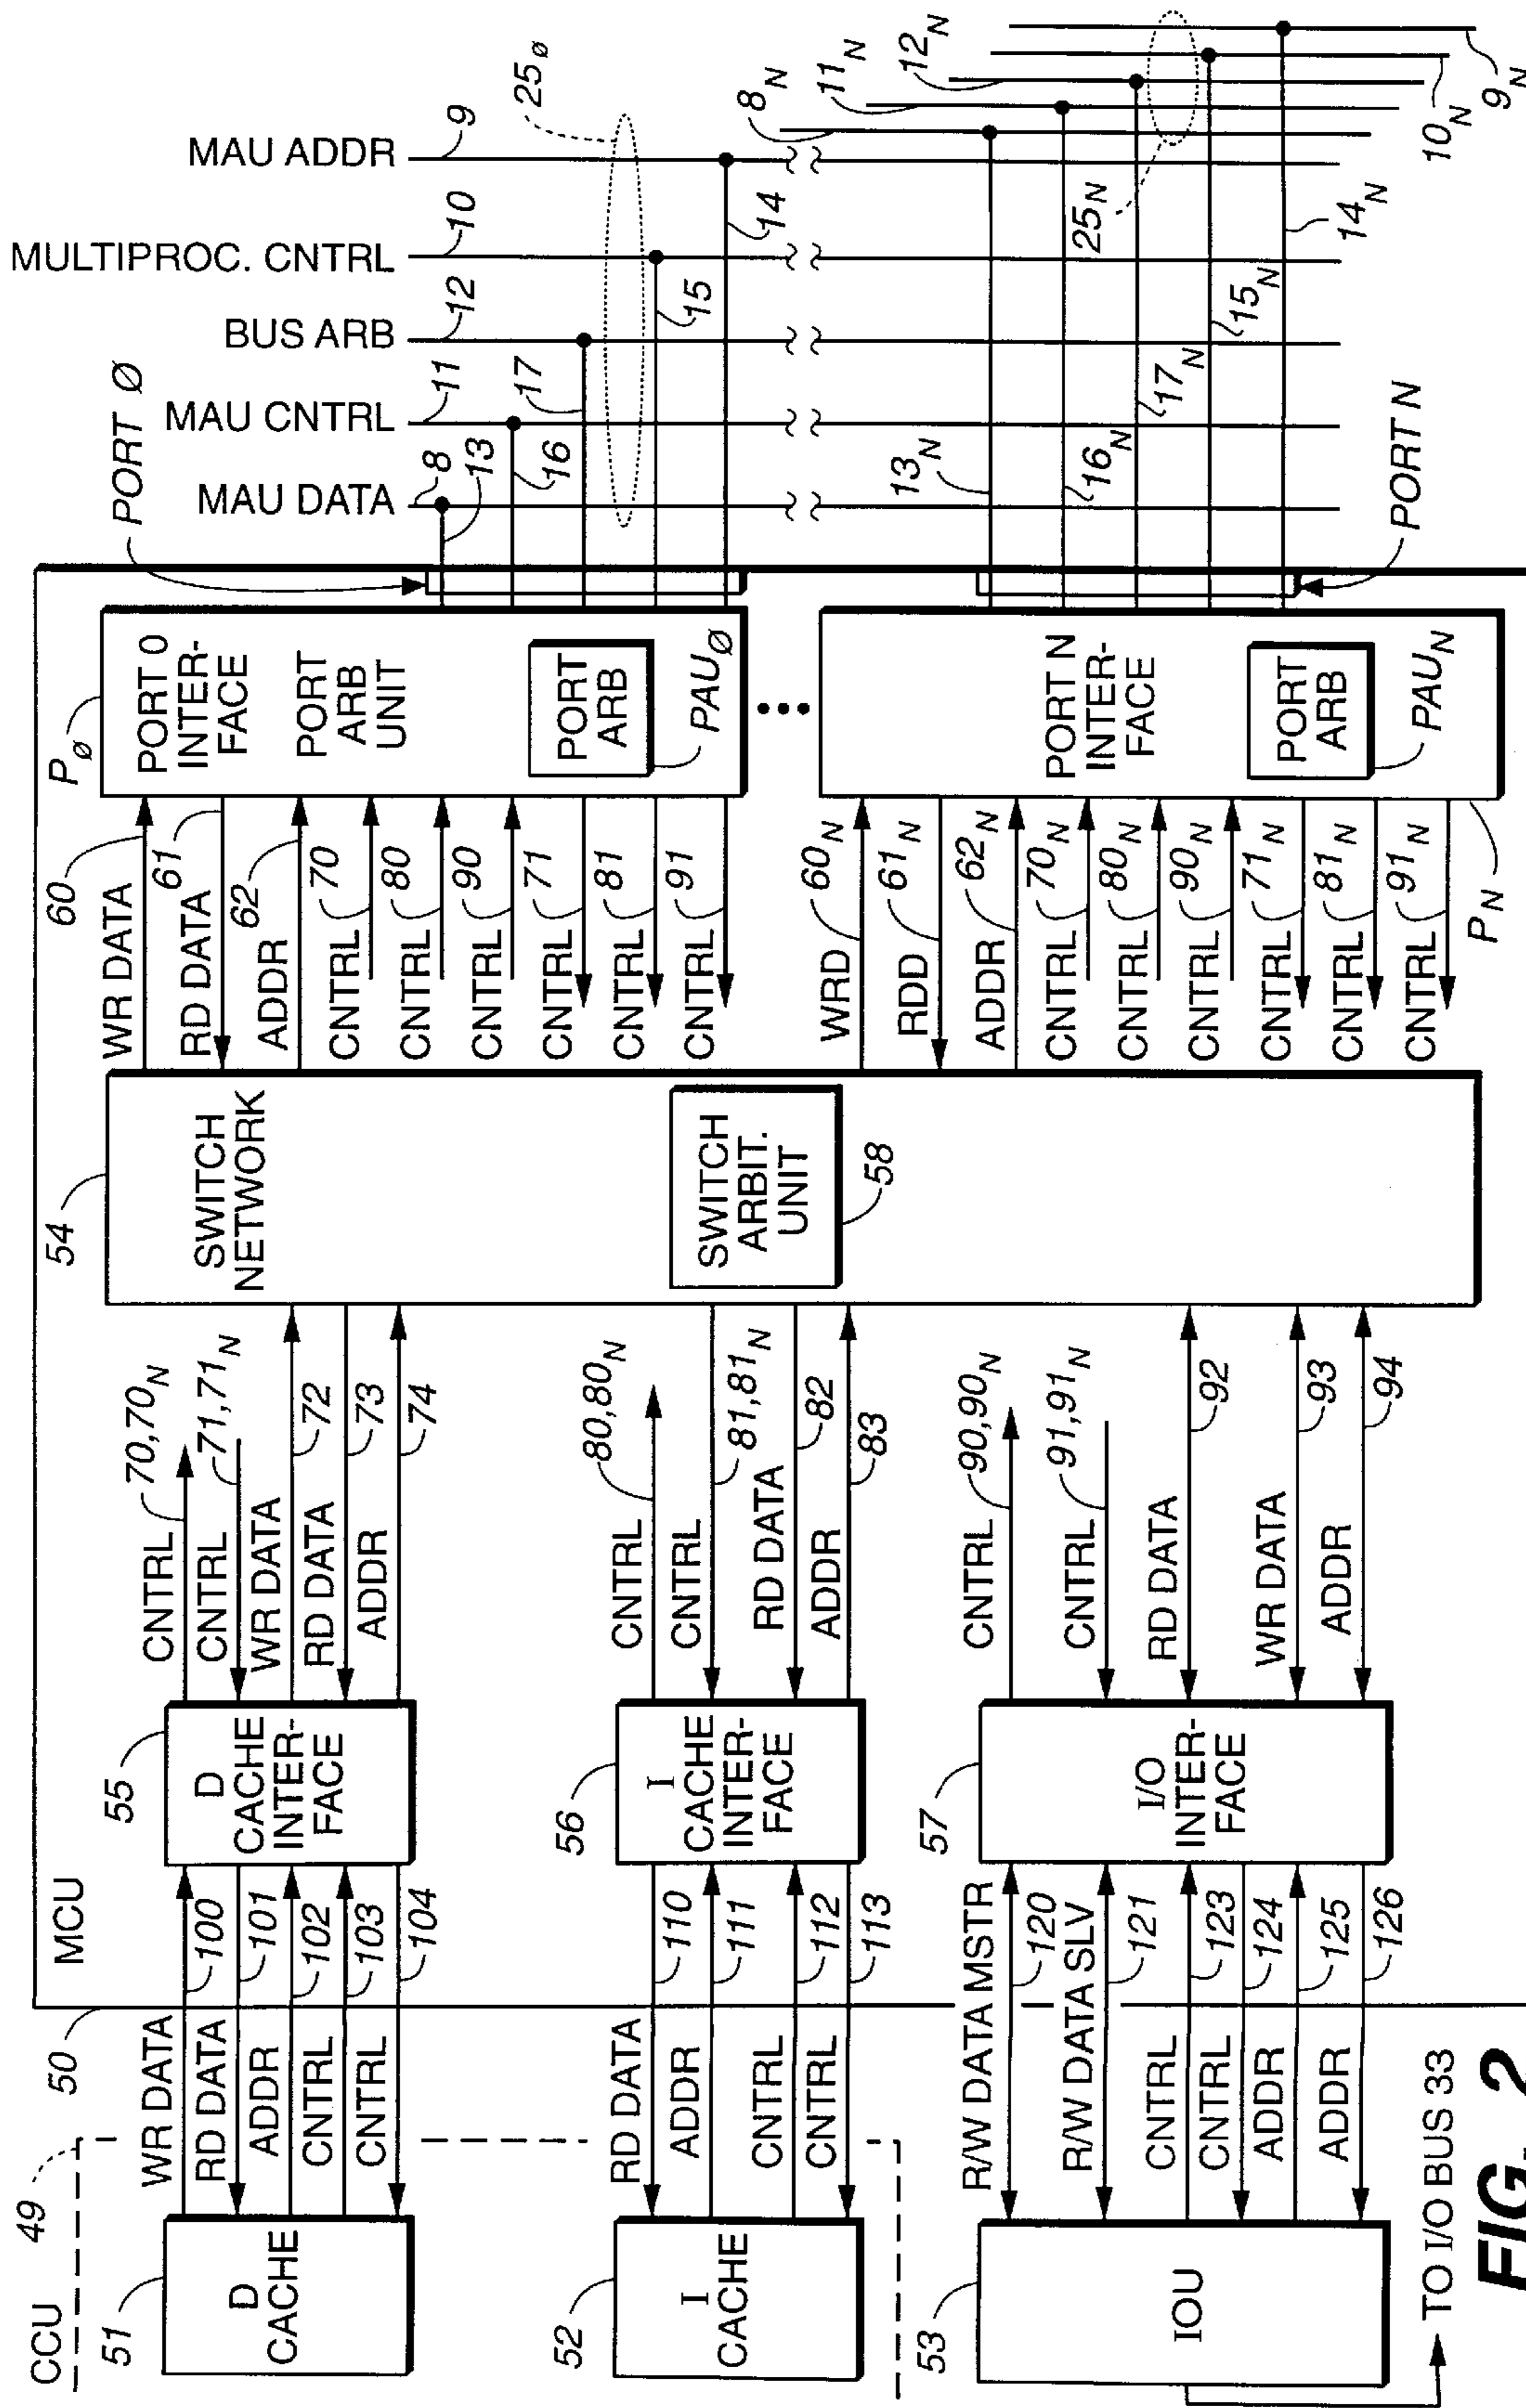 CCU
49
50
MCU
51
D
CACHE
WR DATA
100
RD DATA
101
ADDR
102
CNTRL
103
CNTRL
104
55
D
CACHE
INTER-
FACE
CNTRL
70,70N
CNTRL
71,71N
WR DATA
72
RD DATA
73
ADDR
74
52
I
CACHE
RD DATA
110
ADDR
111
CNTRL
112
CNTRL
113
56
I
CACHE
INTER-
FACE
CNTRL
80,80N
CNTRL
81,81N
RD DATA
82
ADDR
83
53
IOU
R/W DATA MSTR
120
R/W DATA SLV
121
CNTRL
123
CNTRL
124
ADDR
125
ADDR
126
57
I/O
INTER-
FACE
CNTRL
90,90N
CNTRL
91,91N
RD DATA
92
WR DATA
93
ADDR
94
TO I/O BUS 33
54
SWITCH
NETWORK
SWITCH
ARBIT.
UNIT
58
60
WR DATA
61
RD DATA
62
ADDR
70
CNTRL
80
CNTRL
90
CNTRL
71
CNTRL
81
CNTRL
91
CNTRL
PØ
PORT 0
INTER-
FACE
PORT
ARB
UNIT
PORT
ARB
PAUØ
60N
WRD
61N
RDD
62N
ADDR
70N
CNTRL
80N
CNTRL
90N
CNTRL
71N
CNTRL
81N
CNTRL
91N
CNTRL
PN
PORT N
INTER-
FACE
PORT
ARB
PAUN
PORT Ø
MAU DATA
8
13
MAU CNTRL
11
16
BUS ARB
12
17
MULTIPROC. CNTRL
10
15
MAU ADDR
9
14
25Ø
PORT N
13N
16N
17N
15N
14N
25N
8N
11N
12N
10N
9N
FIG. 2